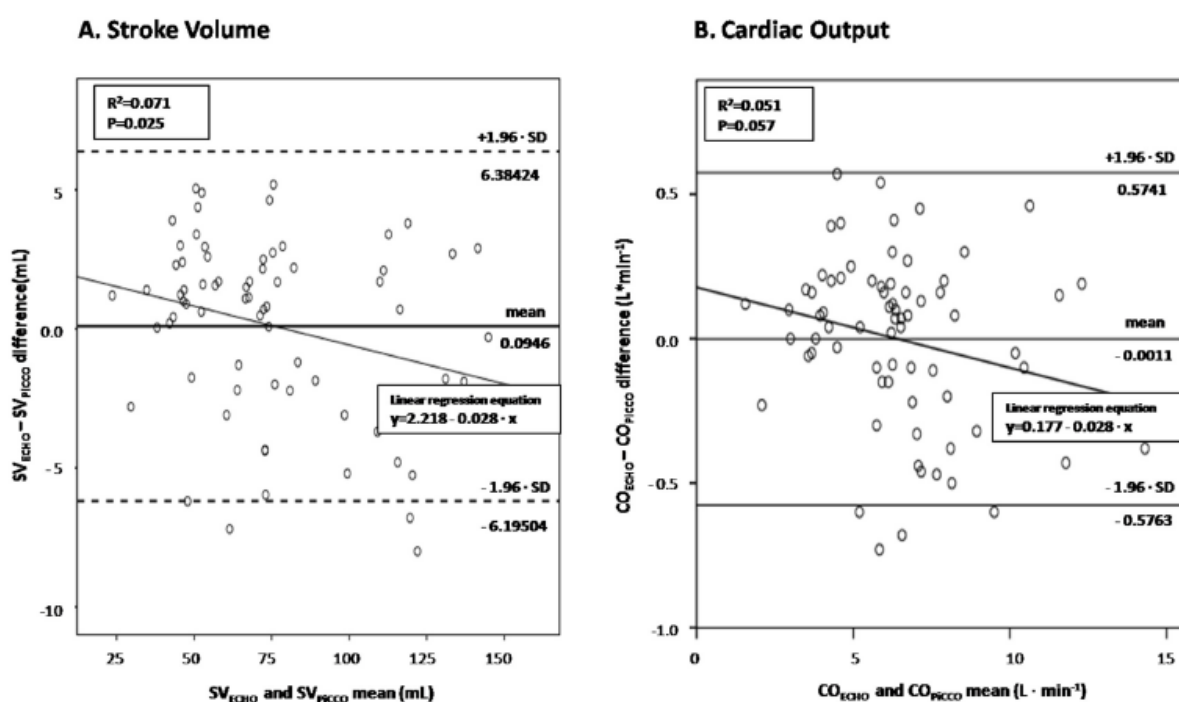 A. Stroke Volume
R²=0.071
P=0.025
+1.96 · SD
6.38424
mean
0.0946
Linear regression equation
y=2.218 - 0.028 · x
- 1.96 · SD
- 6.19504
5
0.0
-5
-10
25 50 75 100 125 150
SV_ECHO – SV_PiCCO difference(mL)
SV_ECHO and SV_PiCCO mean (mL)
B. Cardiac Output
R²=0.051
P=0.057
+1.96 · SD
0.5741
mean
- 0.0011
Linear regression equation
y=0.177 - 0.028 · x
- 1.96 · SD
- 0.5763
0.5
0.0
-0.5
-1.0
0 5 10 15
CO_ECHO – CO_PiCCO difference (L*min⁻¹)
CO_ECHO and CO_PiCCO mean (L · min⁻¹)